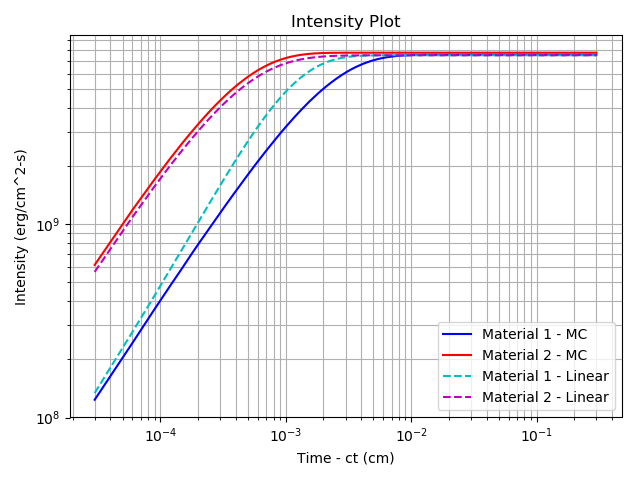 Intensity Plot
Intensity (erg/cm^2-s)
10^9
10^8
10^-4
10^-3
10^-2
10^-1
Time - ct (cm)
Material 1 - MC
Material 2 - MC
Material 1 - Linear
Material 2 - Linear